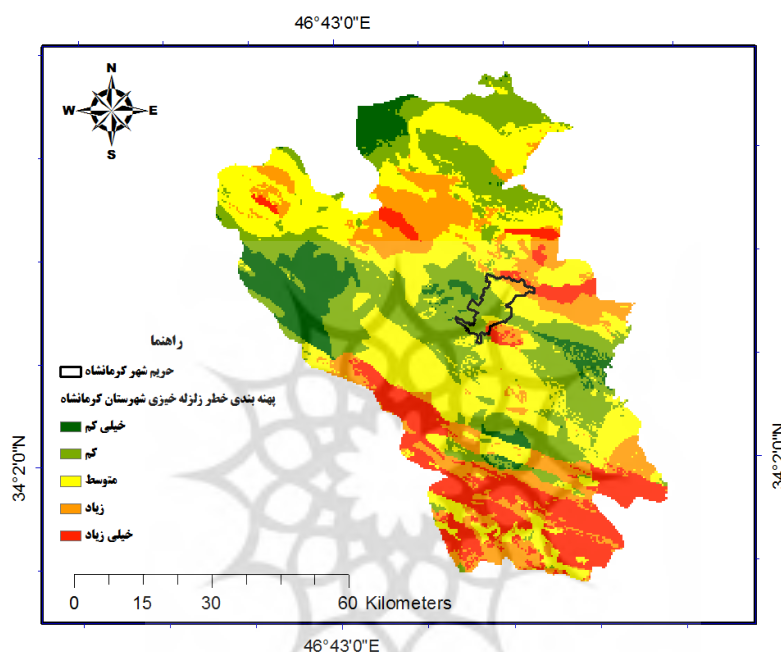 46°43'0"E
N
W E
S
34°2'0"N
34°2'0"N
راهنما
حریم شهر کرمانشاه
پهنه بندی خطر زلزله خیزی شهرستان کرمانشاه
خیلی کم
کم
متوسط
زیاد
خیلی زیاد
0 15 30 60 Kilometers
46°43'0"E